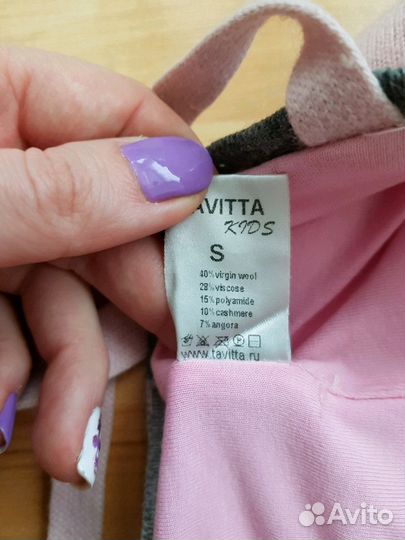 TAVITTA
KIDS
S
40%virgin wool
28%viscose
15%polyamide
10%cashmere
7%angora
www.tavitta.ru
Avito